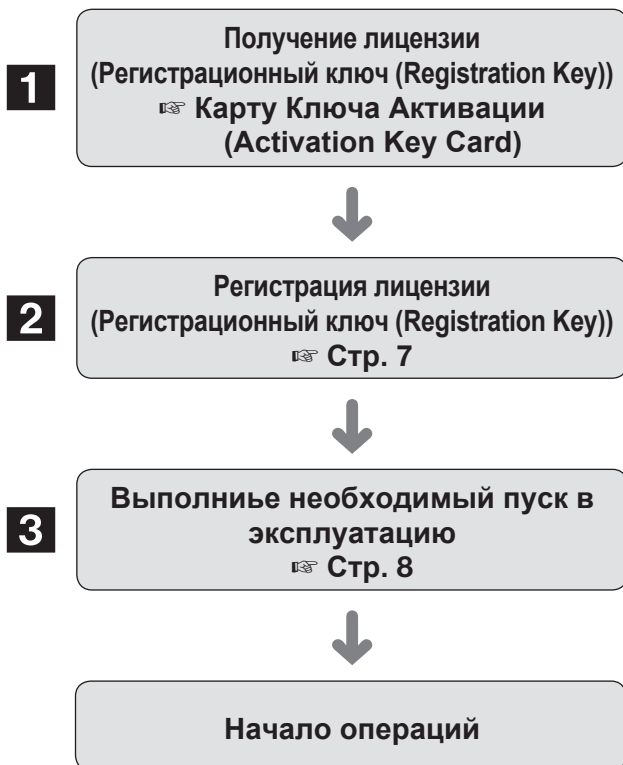 1
Получение лицензии
(Регистрационный ключ (Registration Key))
☞ Карту Ключа Активации
(Activation Key Card)
2
Регистрация лицензии
(Регистрационный ключ (Registration Key))
☞ Стр. 7
3
Выполниье необходимый пуск в
эксплуатацию
☞ Стр. 8
Начало операций